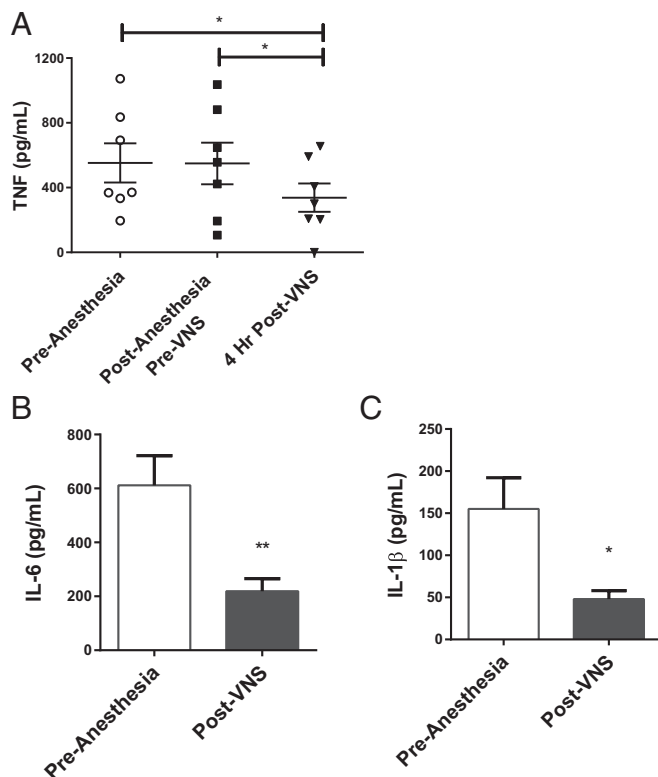 A
*
*
1200
800
400
0
TNF (pg/mL)
Pre-Anesthesia
Post-Anesthesia
Pre-VNS
4 Hr Post-VNS
B
800
600
400
200
0
IL-6 (pg/mL)
**
Pre-Anesthesia
Post-VNS
C
250
200
150
100
50
0
IL-1β (pg/mL)
*
Pre-Anesthesia
Post-VNS